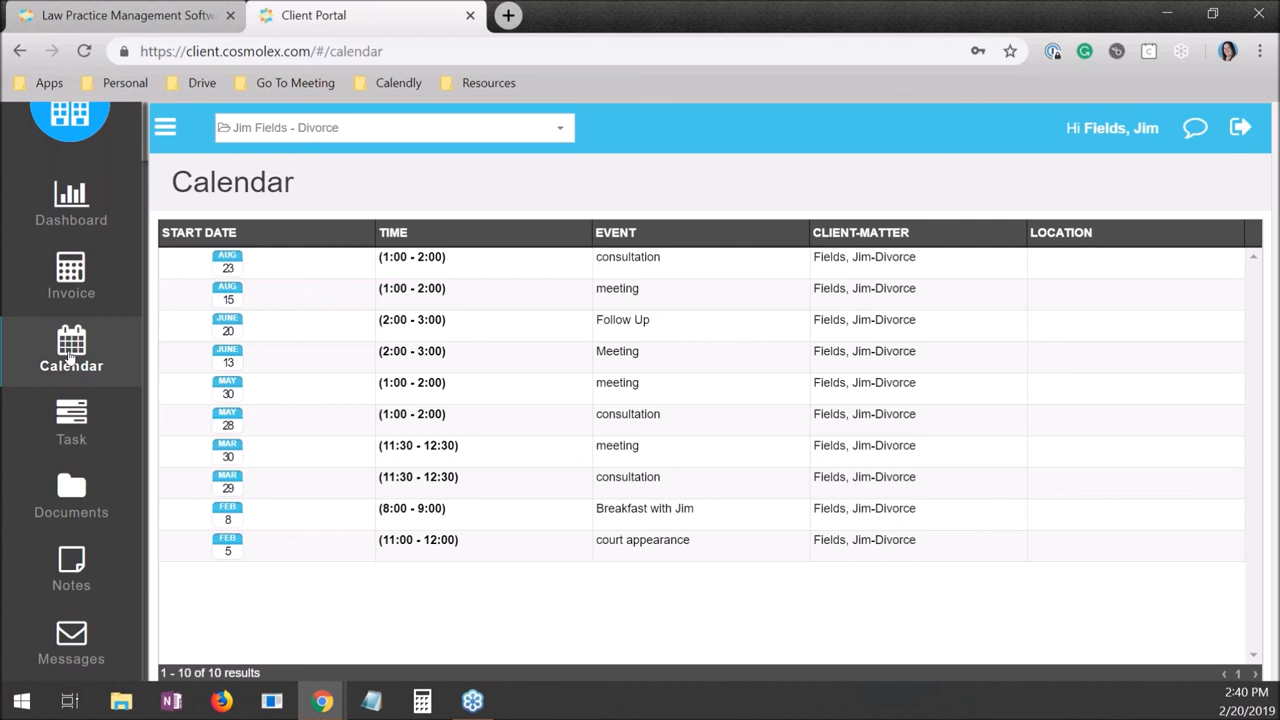 Law Practice Management Softw
Client Portal
https://client.cosmolex.com/#/calendar
Apps Personal Drive Go To Meeting Calendly Resources
Jim Fields - Divorce
Hi Fields, Jim
Dashboard
Invoice
Calendar
Task
Documents
Notes
Messages
Calendar
START DATE TIME EVENT CLIENT-MATTER LOCATION
AUG 23 (1:00 - 2:00) consultation Fields, Jim-Divorce
AUG 15 (1:00 - 2:00) meeting Fields, Jim-Divorce
JUNE 20 (2:00 - 3:00) Follow Up Fields, Jim-Divorce
JUNE 13 (2:00 - 3:00) Meeting Fields, Jim-Divorce
MAY 30 (1:00 - 2:00) meeting Fields, Jim-Divorce
MAY 28 (1:00 - 2:00) consultation Fields, Jim-Divorce
MAR 30 (11:30 - 12:30) meeting Fields, Jim-Divorce
MAR 29 (11:30 - 12:30) consultation Fields, Jim-Divorce
FEB 8 (8:00 - 9:00) Breakfast with Jim Fields, Jim-Divorce
FEB 5 (11:00 - 12:00) court appearance Fields, Jim-Divorce
1 - 10 of 10 results
1
2:40 PM
2/20/2019